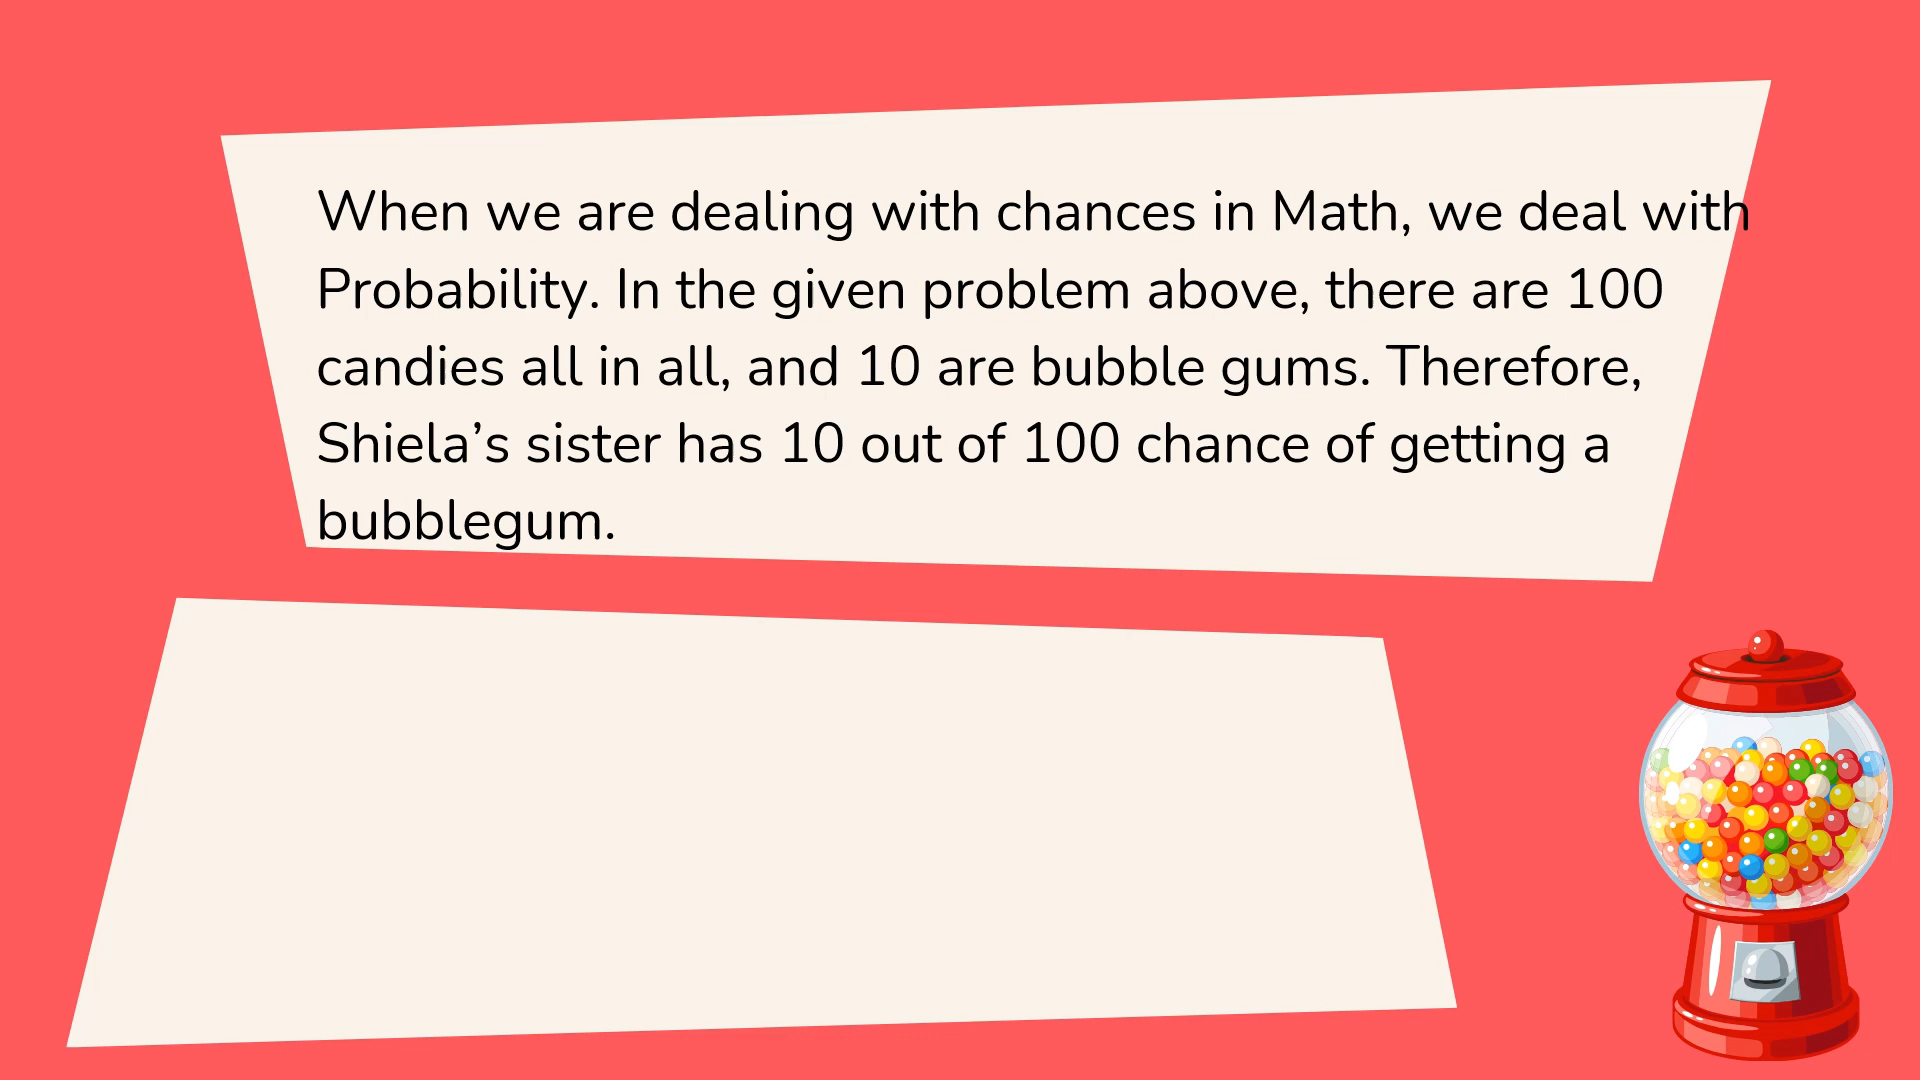 When we are dealing with chances in Math, we deal with
Probability. In the given problem above, there are 100
candies all in all, and 10 are bubble gums. Therefore,
Shiela’s sister has 10 out of 100 chance of getting a
bubblegum.